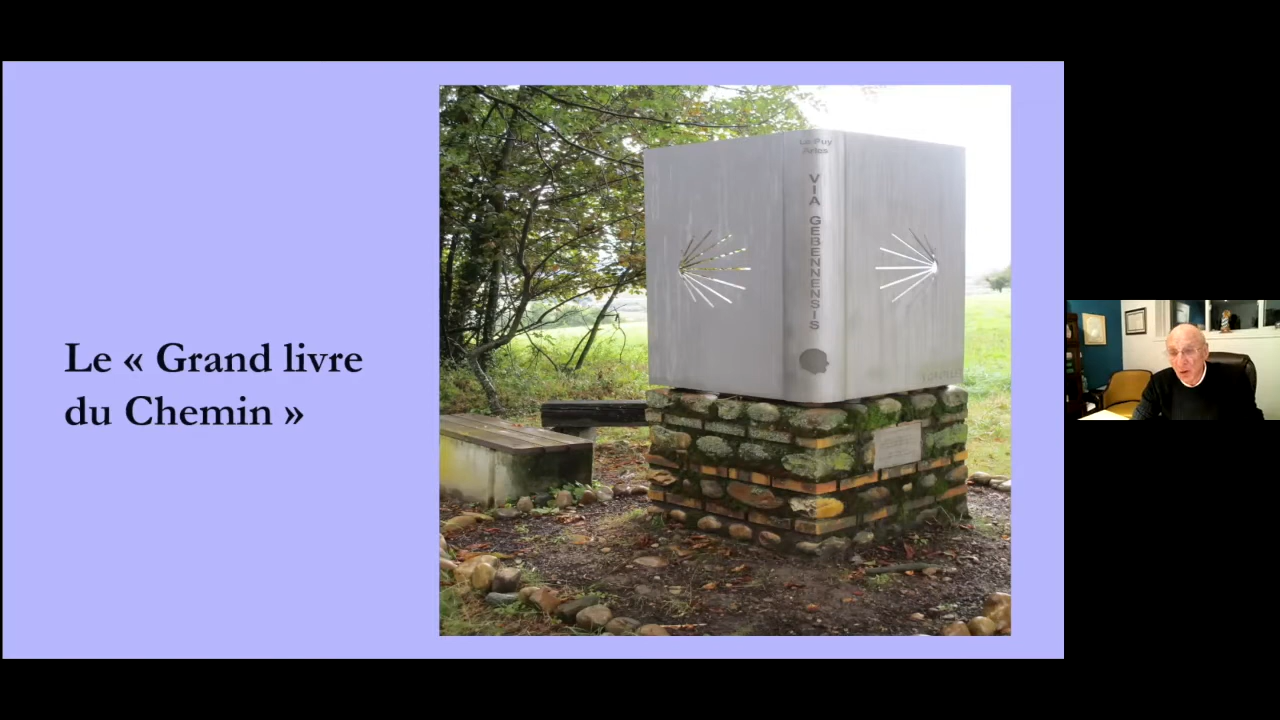 Le « Grand livre
du Chemin »
Le Puy
Arles
VIA GEBENNENSIS